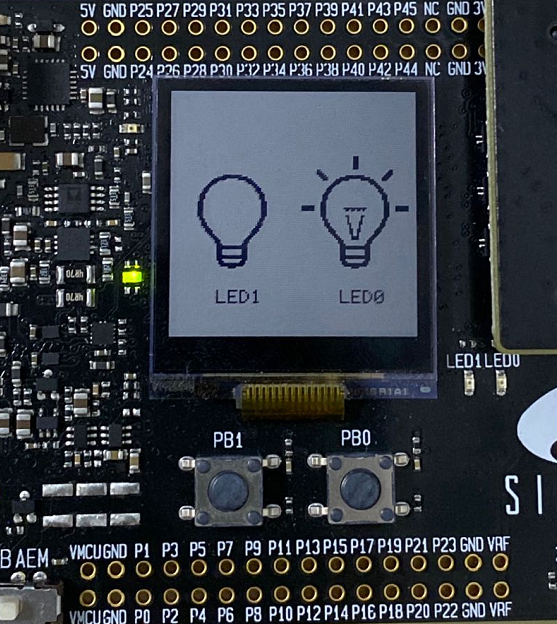 5V GND P25 P27 P29 P31 P33 P35 P37 P39 P41 P43 P45 NC GND 3V
5V GND P24 P26 P28 P30 P32 P34 P36 P38 P40 P42 P44 NC GND 3V
LED1 LED0
LED1 LED0
PB1 PB0
SI
B AEM
VMCU GND P1 P3 P5 P7 P9 P11 P13 P15 P17 P19 P21 P23 GND VRF
VMCU GND P0 P2 P4 P6 P8 P10 P12 P14 P16 P18 P20 P22 GND VRF